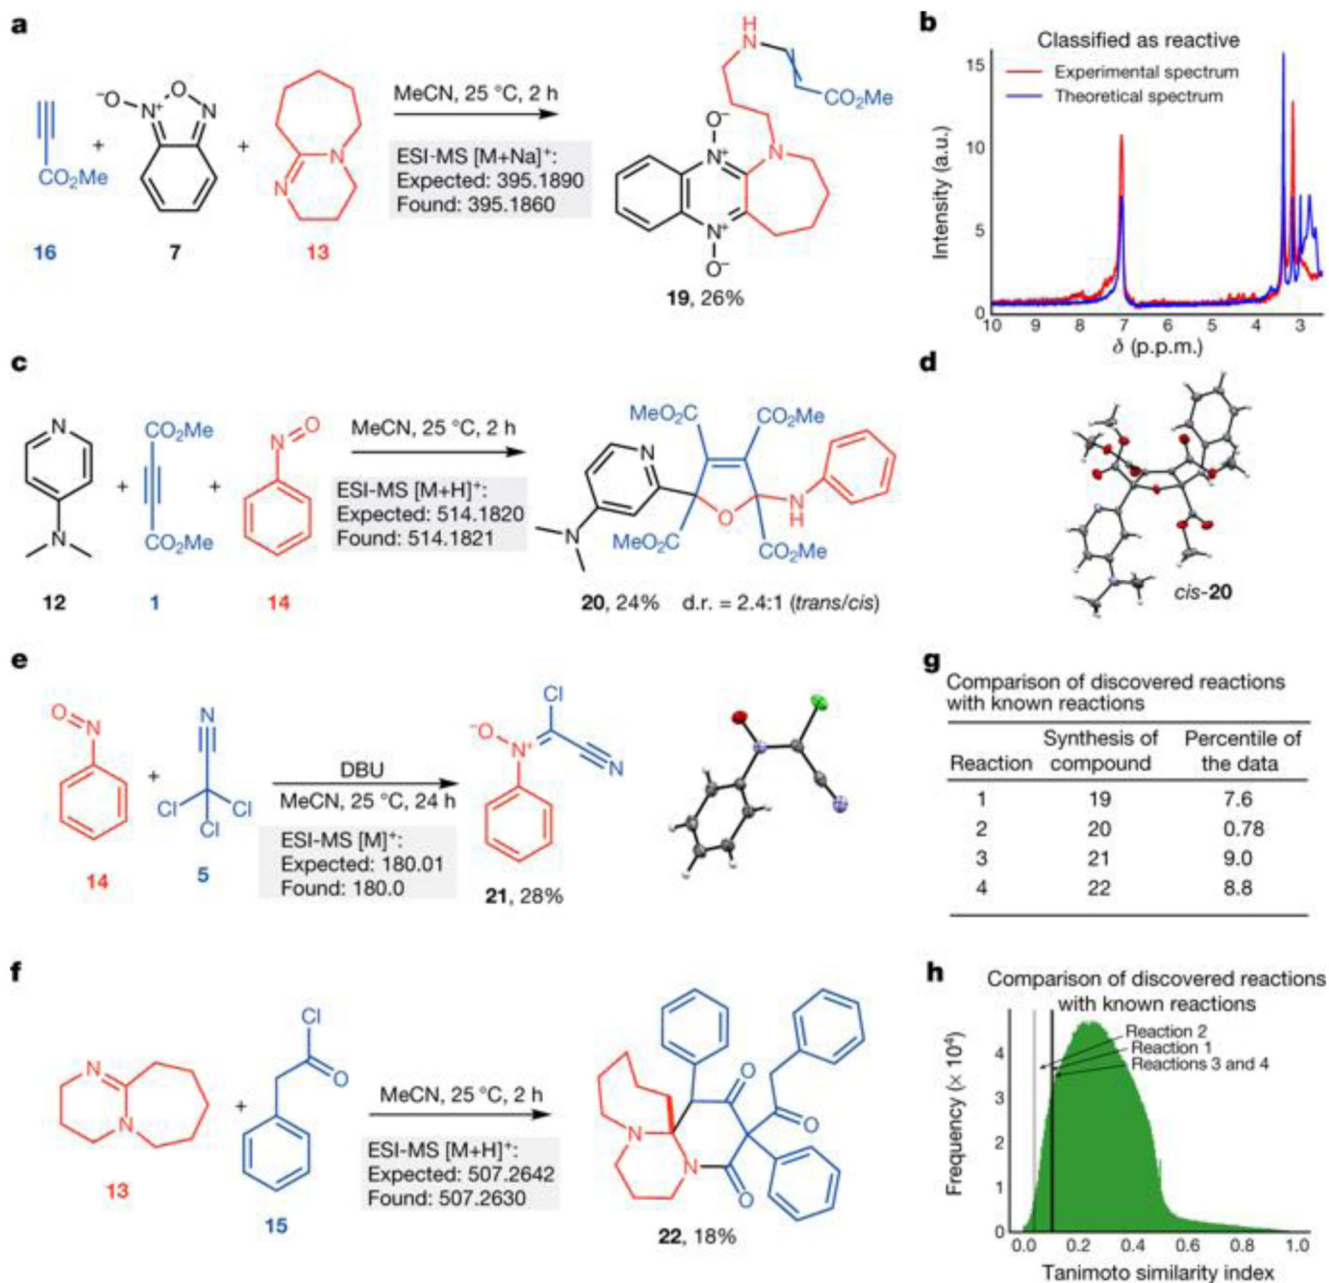 a
CO₂Me
16
+
⁻O
N⁺
O
N
7
+
N
N
13
MeCN, 25 °C, 2 h
ESI-MS [M+Na]⁺:
Expected: 395.1890
Found: 395.1860
H
N
CO₂Me
O⁻
N⁺
N
N⁺
O⁻
19, 26%
b
Classified as reactive
Experimental spectrum
Theoretical spectrum
Intensity (a.u.)
15
10
5
0
10 9 8 7 6 5 4 3
δ (p.p.m.)
c
N
N
12
+
CO₂Me
CO₂Me
1
+
N
O
14
MeCN, 25 °C, 2 h
ESI-MS [M+H]⁺:
Expected: 514.1820
Found: 514.1821
MeO₂C
CO₂Me
N
N
O
N
H
MeO₂C
CO₂Me
20, 24% d.r. = 2.4:1 (trans/cis)
d
cis-20
e
O
N
14
+
N
Cl
Cl
Cl
5
DBU
MeCN, 25 °C, 24 h
ESI-MS [M]⁺:
Expected: 180.01
Found: 180.0
Cl
⁻O
N⁺
N
21, 28%
g
Comparison of discovered reactions
with known reactions
Reaction Synthesis of compound Percentile of the data
1 19 7.6
2 20 0.78
3 21 9.0
4 22 8.8
f
N
N
13
+
Cl
O
15
MeCN, 25 °C, 2 h
ESI-MS [M+H]⁺:
Expected: 507.2642
Found: 507.2630
O
O
N
N
O
22, 18%
h
Comparison of discovered reactions
with known reactions
Reaction 2
Reaction 1
Reactions 3 and 4
Frequency (× 10⁴)
4
3
2
1
0
0.0 0.2 0.4 0.6 0.8 1.0
Tanimoto similarity index